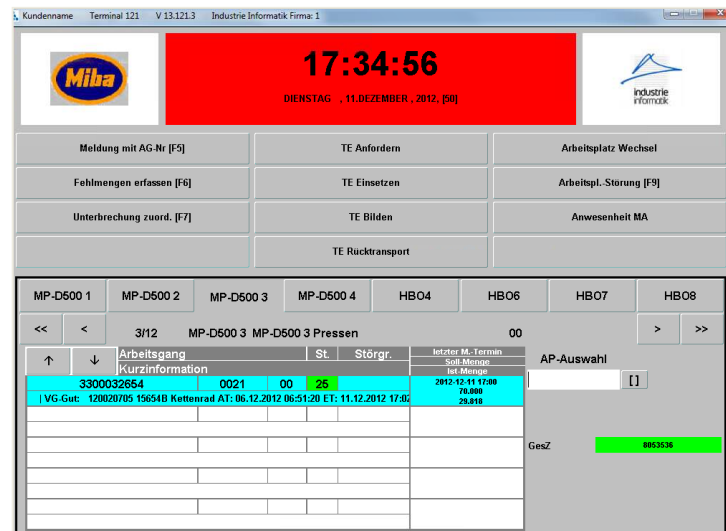 Kundenname Terminal 121 V 13.121.3 Industrie Informatik Firma: 1
Miba
17:34:56
DIENSTAG , 11.DEZEMBER , 2012, [50]
industrie
informatik
Meldung mit AG-Nr [F5] TE Anfordern Arbeitsplatz Wechsel
Fehlmengen erfassen [F6] TE Einsetzen Arbeitspl.-Störung [F9]
Unterbrechung zuord. [F7] TE Bilden Anwesenheit MA
TE Rücktransport
MP-D500 1 MP-D500 2 MP-D500 3 MP-D500 4 HBO4 HBO6 HBO7 HBO8
<< < 3/12 MP-D500 3 MP-D500 3 Pressen 00 > >>
↑ ↓ Arbeitsgang St. Störgr. letzter M.-Termin
Soll-Menge
Kurzinformation Ist-Menge
AP-Auswahl
3300032654 0021 00 25 2012-12-11 17:00
70.000
| VG-Gut: 120020705 15654B Kettenrad AT: 06.12.2012 06:51:20 ET: 11.12.2012 17:02 29.818
[ ]
GesZ 8053536